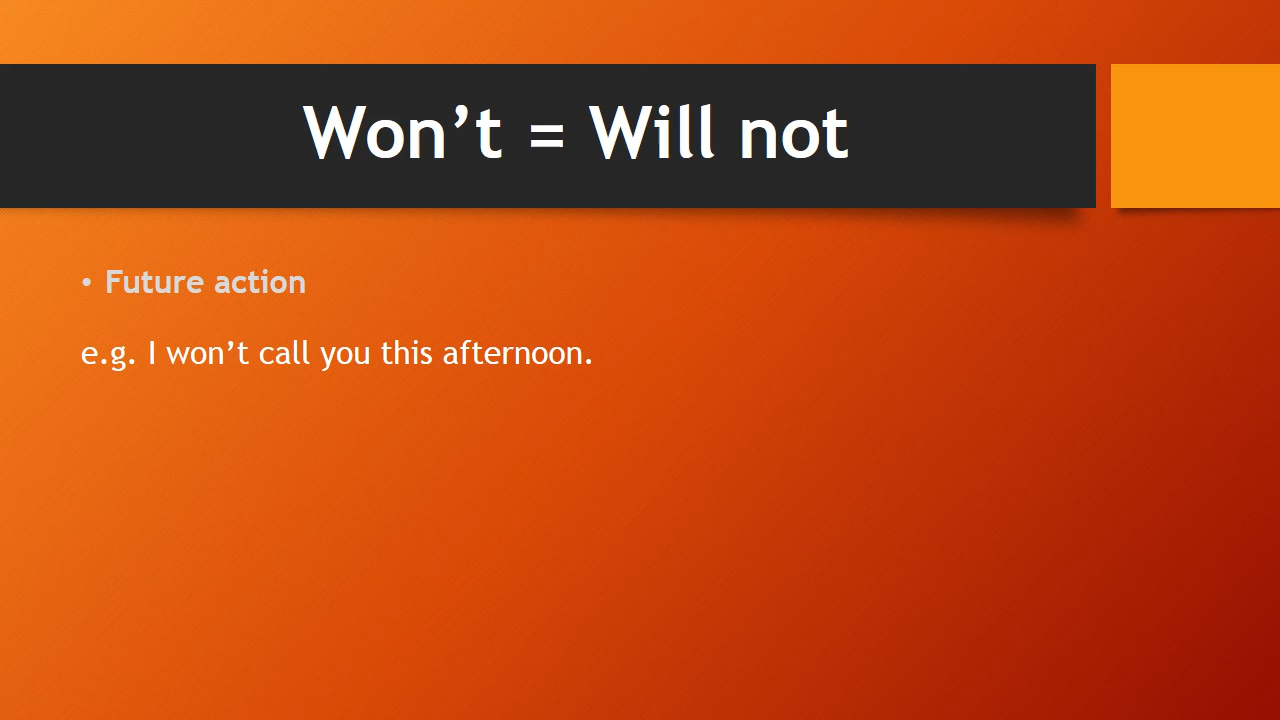 Won’t = Will not
• Future action
e.g. I won’t call you this afternoon.